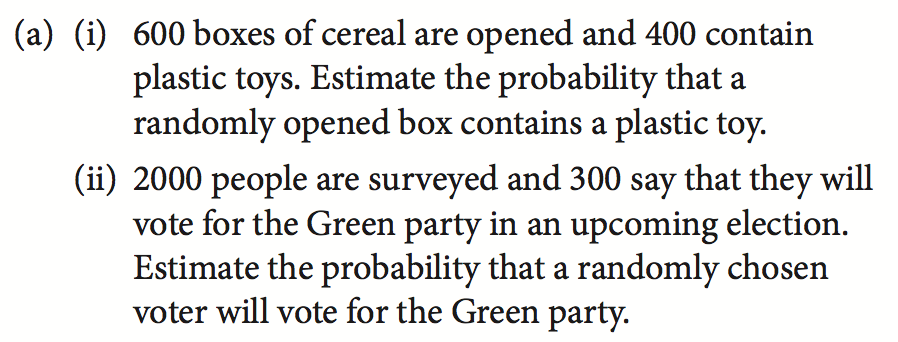 (a) (i) 600 boxes of cereal are opened and 400 contain
plastic toys. Estimate the probability that a
randomly opened box contains a plastic toy.
(ii) 2000 people are surveyed and 300 say that they will
vote for the Green party in an upcoming election.
Estimate the probability that a randomly chosen
voter will vote for the Green party.